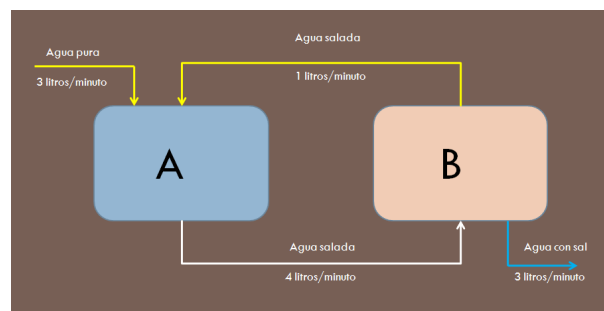 Agua pura
3 litros/minuto
Agua salada
1 litros/minuto
A
B
Agua salada
4 litros/minuto
Agua con sal
3 litros/minuto